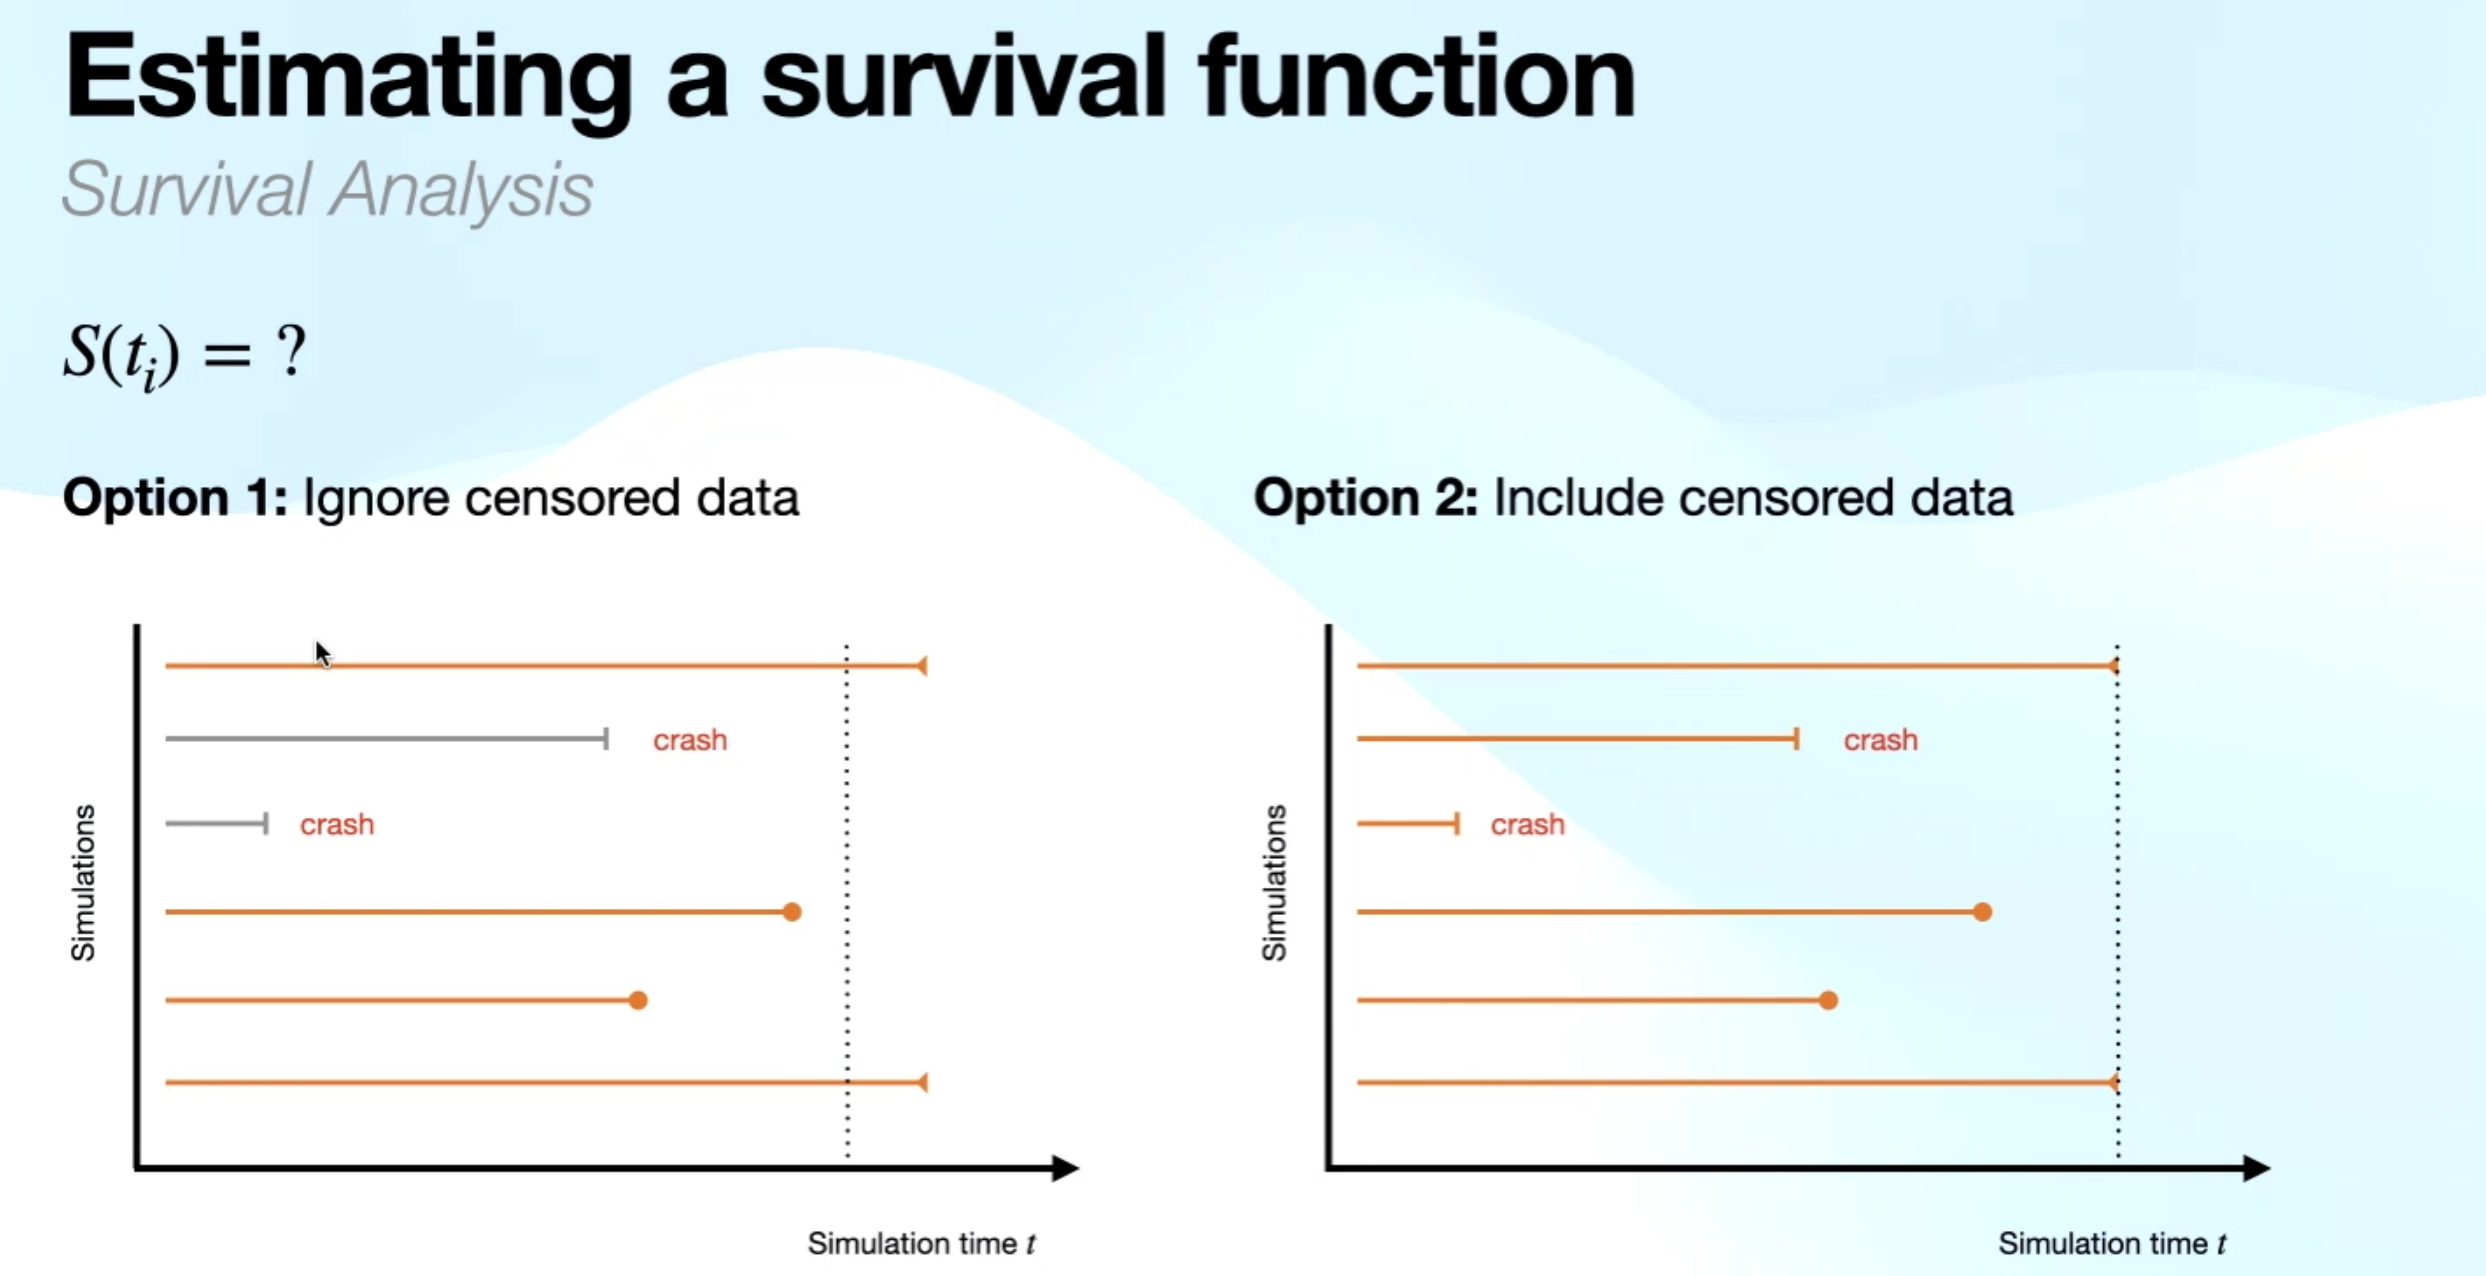 Estimating a survival function
Survival Analysis
S(tᵢ) = ?
Option 1: Ignore censored data
crash
crash
Simulations
Simulation time t
Option 2: Include censored data
crash
crash
Simulations
Simulation time t